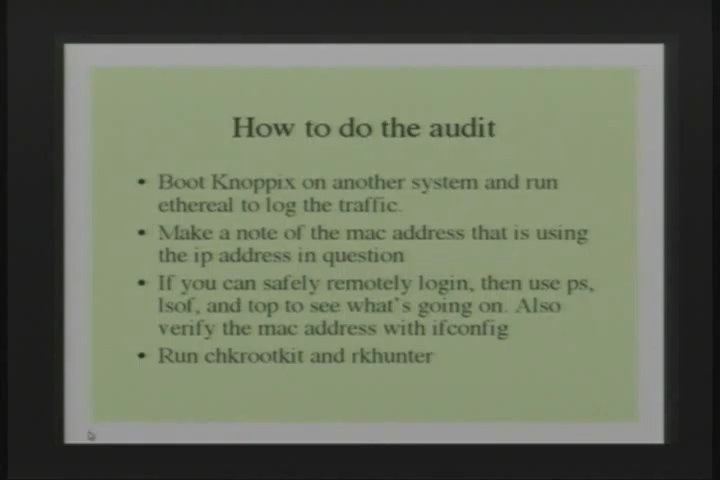 How to do the audit
• Boot Knoppix on another system and run
ethereal to log the traffic.
• Make a note of the mac address that is using
the ip address in question
• If you can safely remotely login, then use ps,
lsof, and top to see what's going on. Also
verify the mac address with ifconfig
• Run chkrootkit and rkhunter